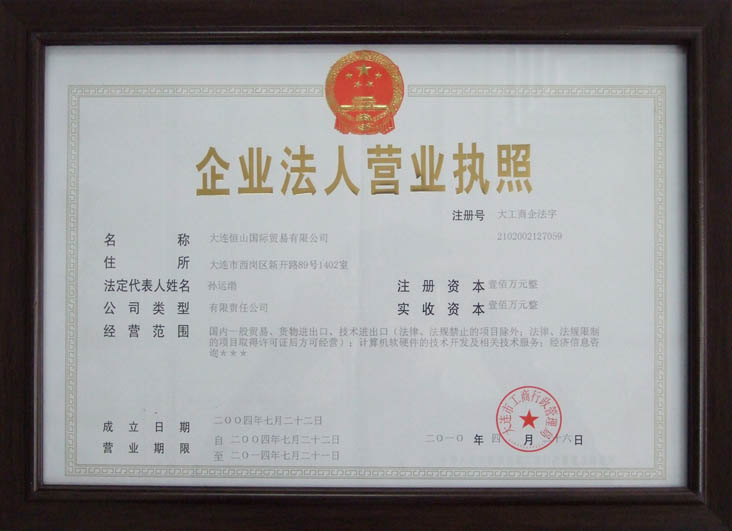 企业法人营业执照
注册号 大工商企法字
2102002127059
名 称 大连恒山国际贸易有限公司
住 所 大连市西岗区新开路89号1402室
法定代表人姓名 孙运渤
注册资本 壹佰万元整
公司类型 有限责任公司
实收资本 壹佰万元整
经营范围 国内一般贸易、货物进出口、技术进出口（法律、法规禁止的项目除外；法律、法规限制
的项目取得许可证后方可经营）；计算机软硬件的技术开发及相关技术服务；经济信息咨
询***
成立日期 二〇〇四年七月二十二日
营业期限 自 二〇〇四年七月二十二日
至 二〇一四年七月二十一日
大连市工商行政管理局
二〇一〇 年 四 月 十六日